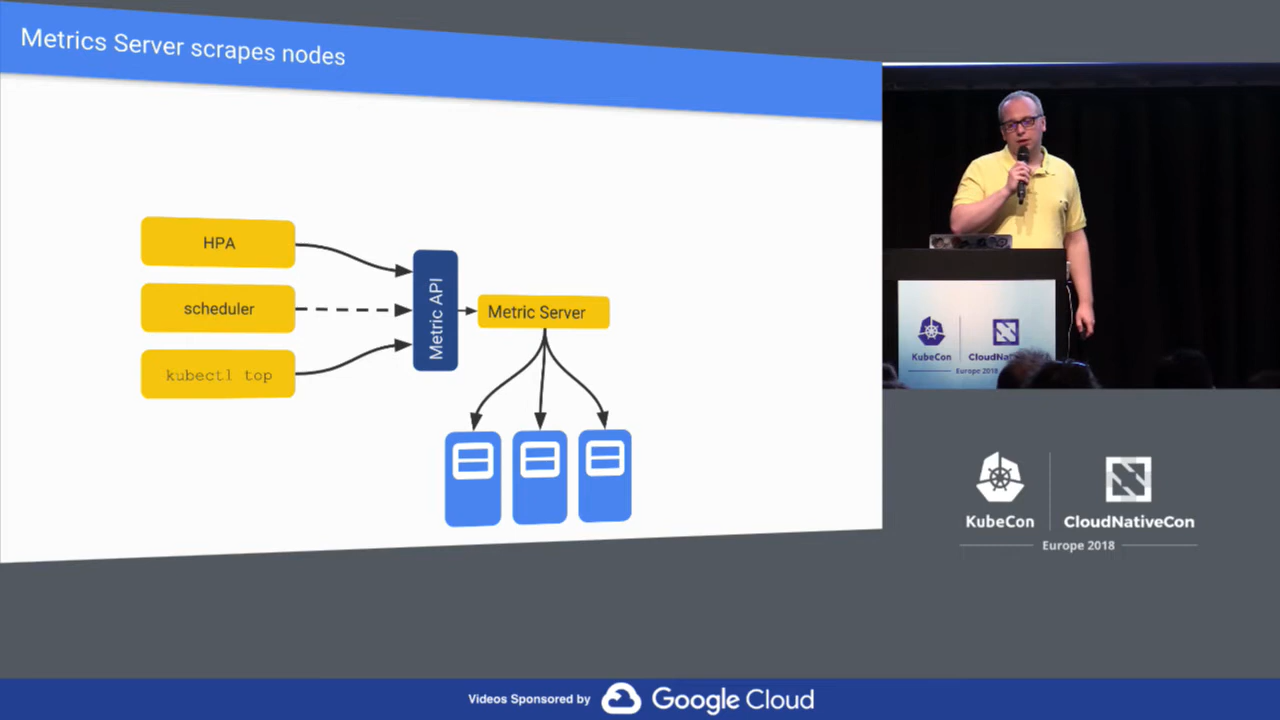 Metrics Server scrapes nodes
HPA
scheduler
kubectl top
Metric API
Metric Server
KubeCon
CloudNativeCon
Europe 2018
KubeCon
CloudNativeCon
Europe 2018
Videos Sponsored by Google Cloud